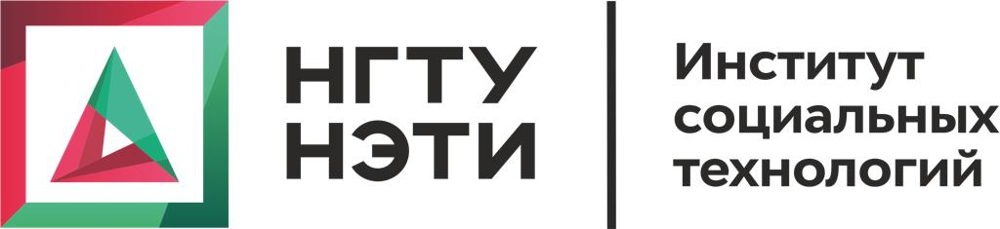 НГТУ
НЭТИ
Институт
социальных
технологий